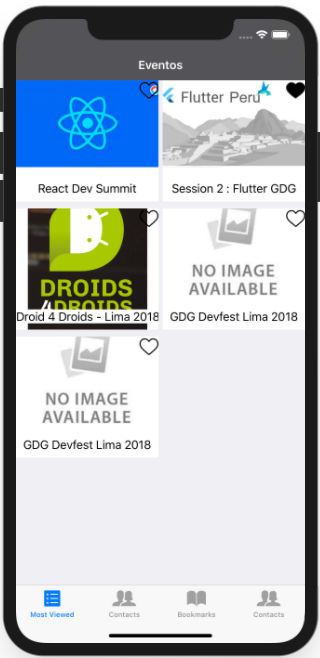 Eventos
Flutter Peru
React Dev Summit
Session 2 : Flutter GDG
DROIDS
4DROIDS
NO IMAGE
AVAILABLE
Droid 4 Droids - Lima 2018
GDG Devfest Lima 2018
NO IMAGE
AVAILABLE
GDG Devfest Lima 2018
Most Viewed
Contacts
Bookmarks
Contacts